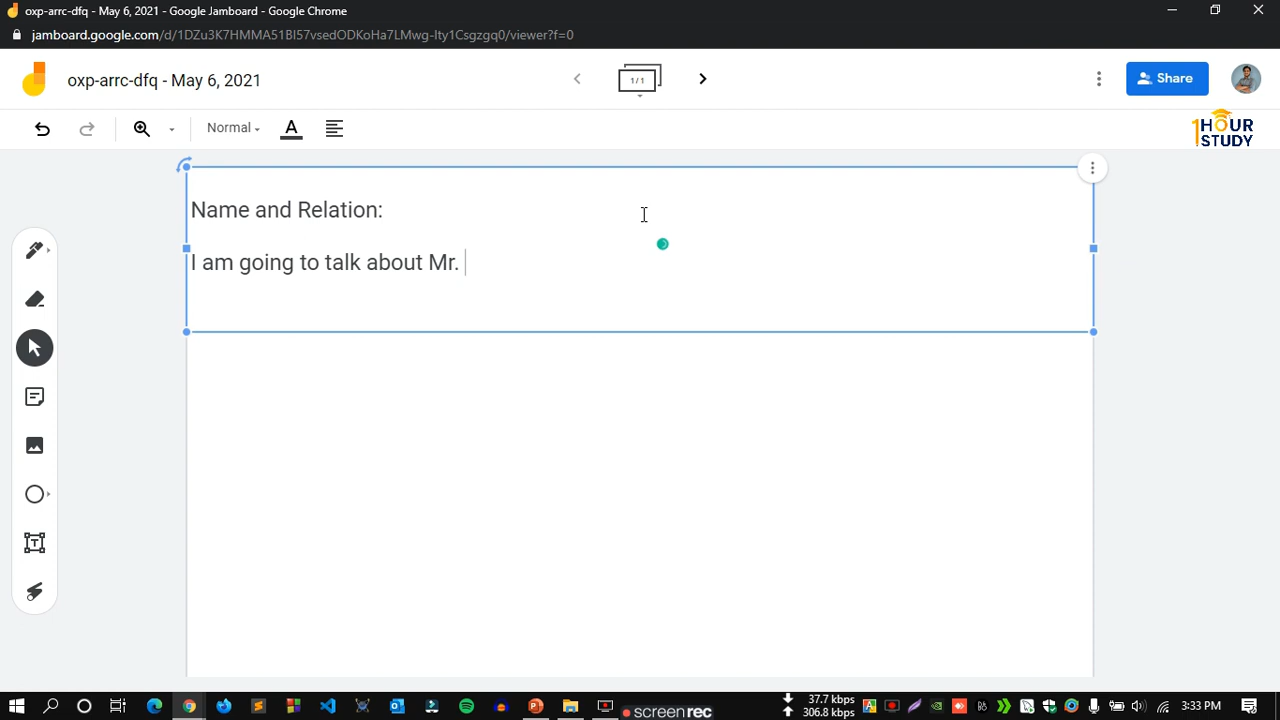 oxp-arrc-dfq - May 6, 2021 - Google Jamboard - Google Chrome
jamboard.google.com/d/1DZu3K7HMMA51BI57vsedODKoHa7LMwg-Ity1Csgzgq0/viewer?f=0
oxp-arrc-dfq - May 6, 2021
1/1
Share
Normal
1HOUR
STUDY
Name and Relation:
I am going to talk about Mr.
screenrec
37.7 kbps
306.8 kbps
3:33 PM